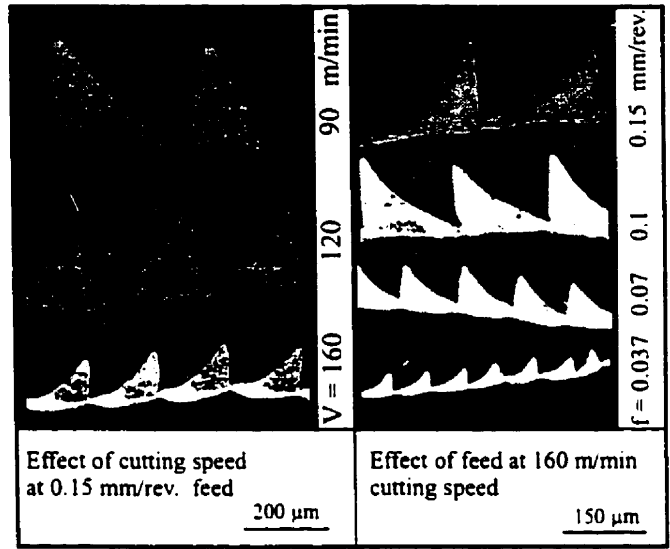 V = 160 120 90 m/min
f = 0.037 0.07 0.1 0.15 mm/rev.
Effect of cutting speed
at 0.15 mm/rev. feed
200 µm
Effect of feed at 160 m/min
cutting speed
150 µm